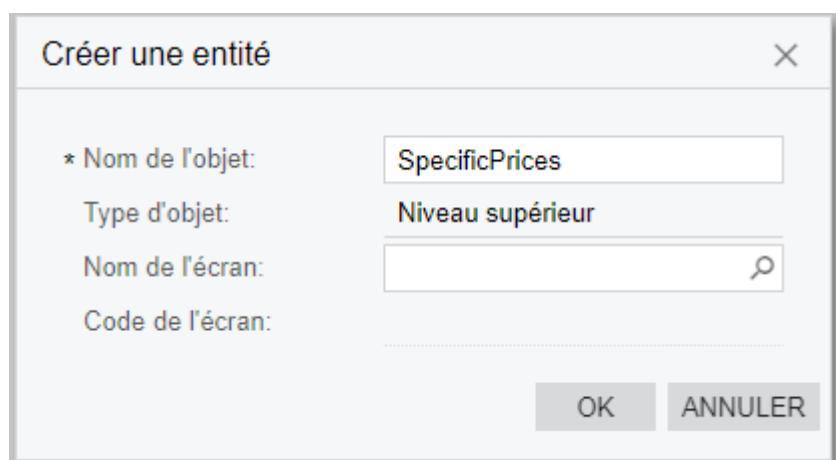 Créer une entité
* Nom de l'objet: SpecificPrices
Type d'objet: Niveau supérieur
Nom de l'écran:
Code de l'écran:
OK ANNULER